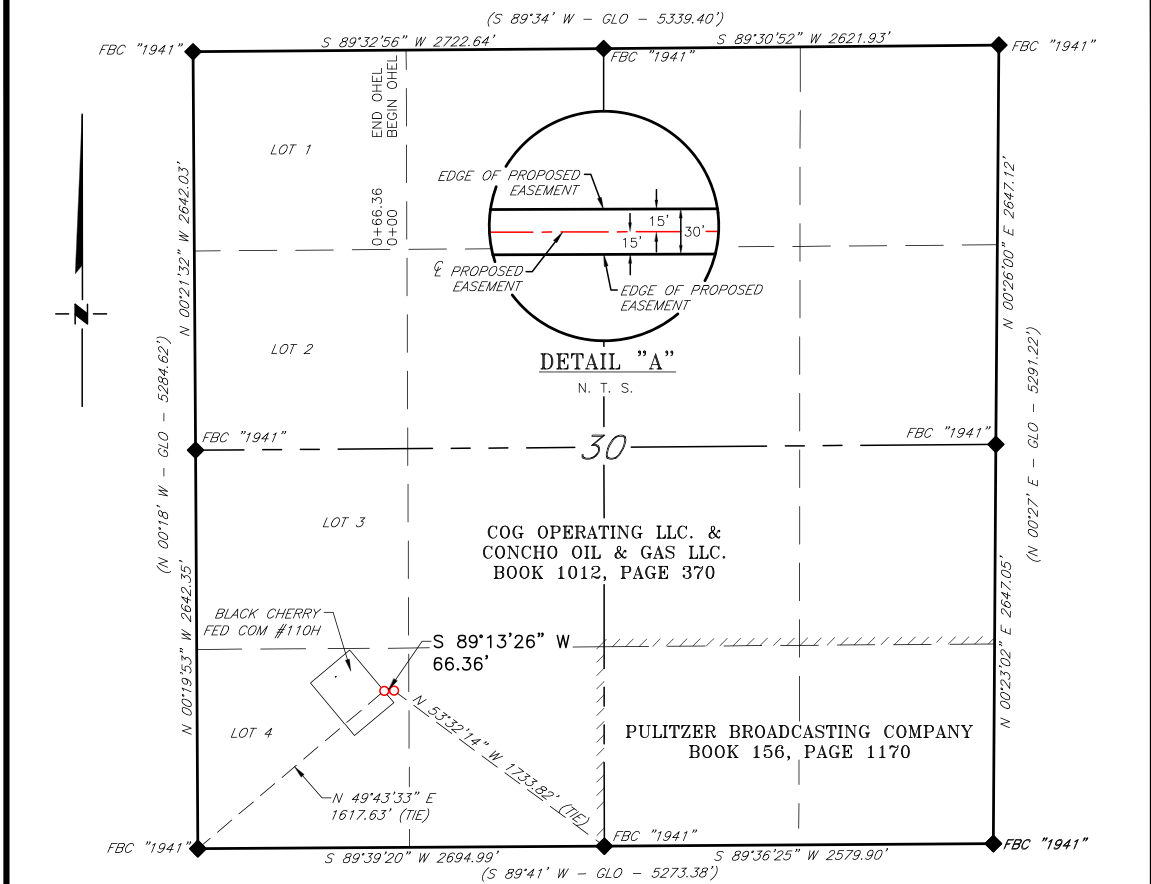 (S 89°34' W - GLO - 5339.40')
FBC "1941"
S 89°32'56" W 2722.64'
FBC "1941"
S 89°30'52" W 2621.93'
FBC "1941"
END OHEL
BEGIN OHEL
LOT 1
0+66.36
0+00
N 00°21'32" W 2642.03'
N 00°26'00" E 2647.12'
EDGE OF PROPOSED
EASEMENT
15'
30'
15'
℄ PROPOSED
EASEMENT
EDGE OF PROPOSED
EASEMENT
N
LOT 2
DETAIL "A"
N. T. S.
(N 00°18' W - GLO - 5284.62')
(N 00°27' E - GLO - 5291.22')
FBC "1941"
30
FBC "1941"
LOT 3
COG OPERATING LLC. &
CONCHO OIL & GAS LLC.
BOOK 1012, PAGE 370
N 00°19'53" W 2642.35'
N 00°23'02" E 2647.05'
BLACK CHERRY
FED COM #110H
S 89°13'26" W
66.36'
LOT 4
N 53°32'14" W 1733.82' (TIE)
PULITZER BROADCASTING COMPANY
BOOK 156, PAGE 1170
N 49°43'33" E
1617.63' (TIE)
FBC "1941"
S 89°39'20" W 2694.99'
FBC "1941"
S 89°36'25" W 2579.90'
FBC "1941"
(S 89°41' W - GLO - 5273.38')